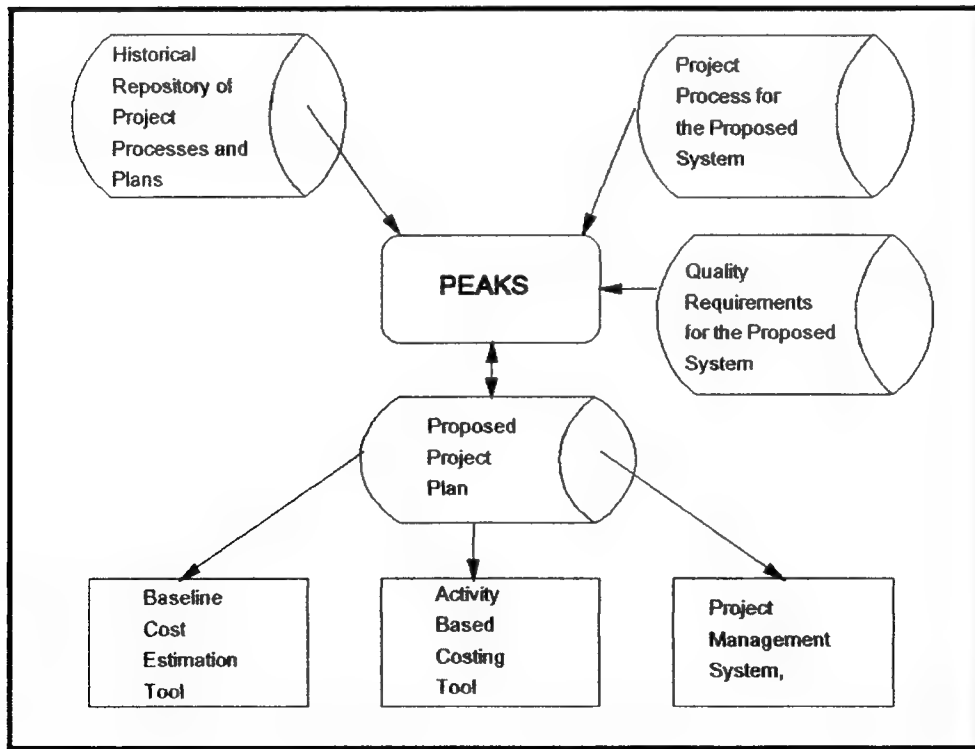 Historical
Repository of
Project
Processes and
Plans
Project
Process for
the Proposed
System
PEAKS
Quality
Requirements
for the Proposed
System
Proposed
Project
Plan
Baseline
Cost
Estimation
Tool
Activity
Based
Costing
Tool
Project
Management
System,